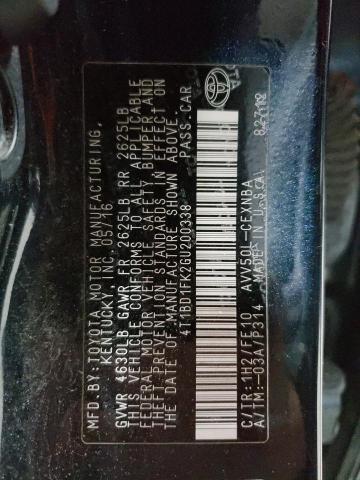 MFD.BY: TOYOTA MOTOR MANUFACTURING,
KENTUCKY, INC. 05/16
GVWR 4630LB GAWR FR 2625LB RR 2625LB
THIS VEHICLE CONFORMS TO ALL APPLICABLE
FEDERAL MOTOR VEHICLE SAFETY, BUMPER AND
THEFT PREVENTION STANDARDS IN EFFECT ON
THE DATE OF MANUFACTURE SHOWN ABOVE.
4T1BD1FK2GU200338 PASS.CAR
C/TR:1H2/FF10 AVV50L-CEXNBA
A/TM:-03A/P314 MADE IN U.S.A.